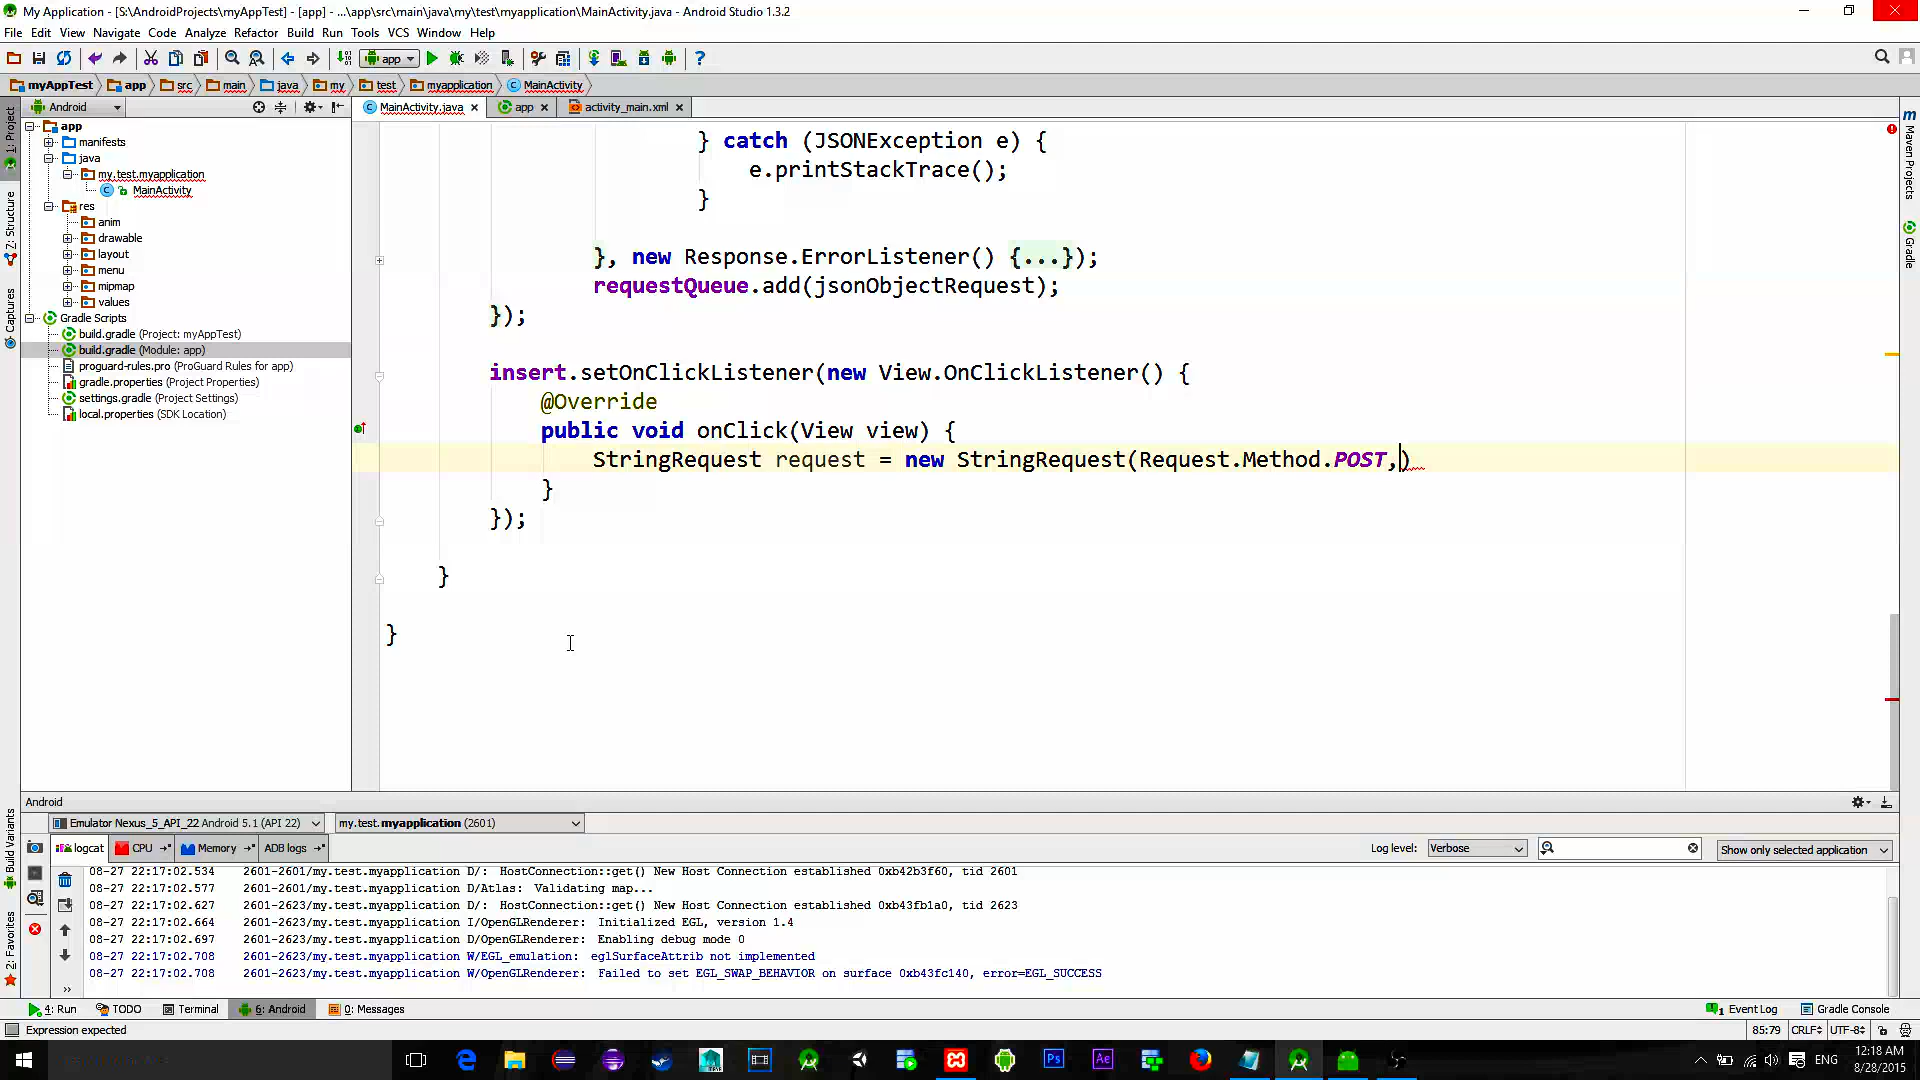 My Application - [S:\AndroidProjects\myAppTest] - [app] - ...\app\src\main\java\my\test\myapplication\MainActivity.java - Android Studio 1.3.2
File Edit View Navigate Code Analyze Refactor Build Run Tools VCS Window Help
app
myAppTest app src main java my test myapplication MainActivity
Android MainActivity.java app activity_main.xml
1: Project
Z: Structure
Captures
Build Variants
2: Favorites
app
manifests
java
my.test.myapplication
MainActivity
res
anim
drawable
layout
menu
mipmap
values
Gradle Scripts
build.gradle (Project: myAppTest)
build.gradle (Module: app)
proguard-rules.pro (ProGuard Rules for app)
gradle.properties (Project Properties)
settings.gradle (Project Settings)
local.properties (SDK Location)
} catch (JSONException e) {
e.printStackTrace();
}
}, new Response.ErrorListener() {...});
requestQueue.add(jsonObjectRequest);
});
insert.setOnClickListener(new View.OnClickListener() {
@Override
public void onClick(View view) {
StringRequest request = new StringRequest(Request.Method.POST,)
}
});
}
}
m Maven Projects
Gradle
Android
Emulator Nexus_5_API_22 Android 5.1 (API 22) my.test.myapplication (2601)
logcat CPU Memory ADB logs Log level: Verbose Show only selected application
08-27 22:17:02.534 2601-2601/my.test.myapplication D/: HostConnection::get() New Host Connection established 0xb42b3f60, tid 2601
08-27 22:17:02.577 2601-2601/my.test.myapplication D/Atlas: Validating map...
08-27 22:17:02.627 2601-2623/my.test.myapplication D/: HostConnection::get() New Host Connection established 0xb43fb1a0, tid 2623
08-27 22:17:02.664 2601-2623/my.test.myapplication I/OpenGLRenderer: Initialized EGL, version 1.4
08-27 22:17:02.697 2601-2623/my.test.myapplication D/OpenGLRenderer: Enabling debug mode 0
08-27 22:17:02.708 2601-2623/my.test.myapplication W/EGL_emulation: eglSurfaceAttrib not implemented
08-27 22:17:02.708 2601-2623/my.test.myapplication W/OpenGLRenderer: Failed to set EGL_SWAP_BEHAVIOR on surface 0xb43fc140, error=EGL_SUCCESS
4: Run TODO Terminal 6: Android 0: Messages 1 Event Log Gradle Console
Expression expected 85:79 CRLF UTF-8
Ps Ae ENG
12:18 AM
8/28/2015